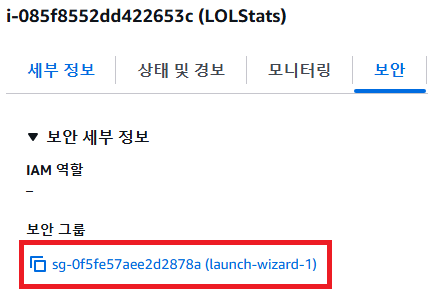 i-085f8552dd422653c (LOLStats)
세부 정보
상태 및 경보
모니터링
보안
▼ 보안 세부 정보
IAM 역할
–
보안 그룹
sg-0f5fe57aee2d2878a (launch-wizard-1)